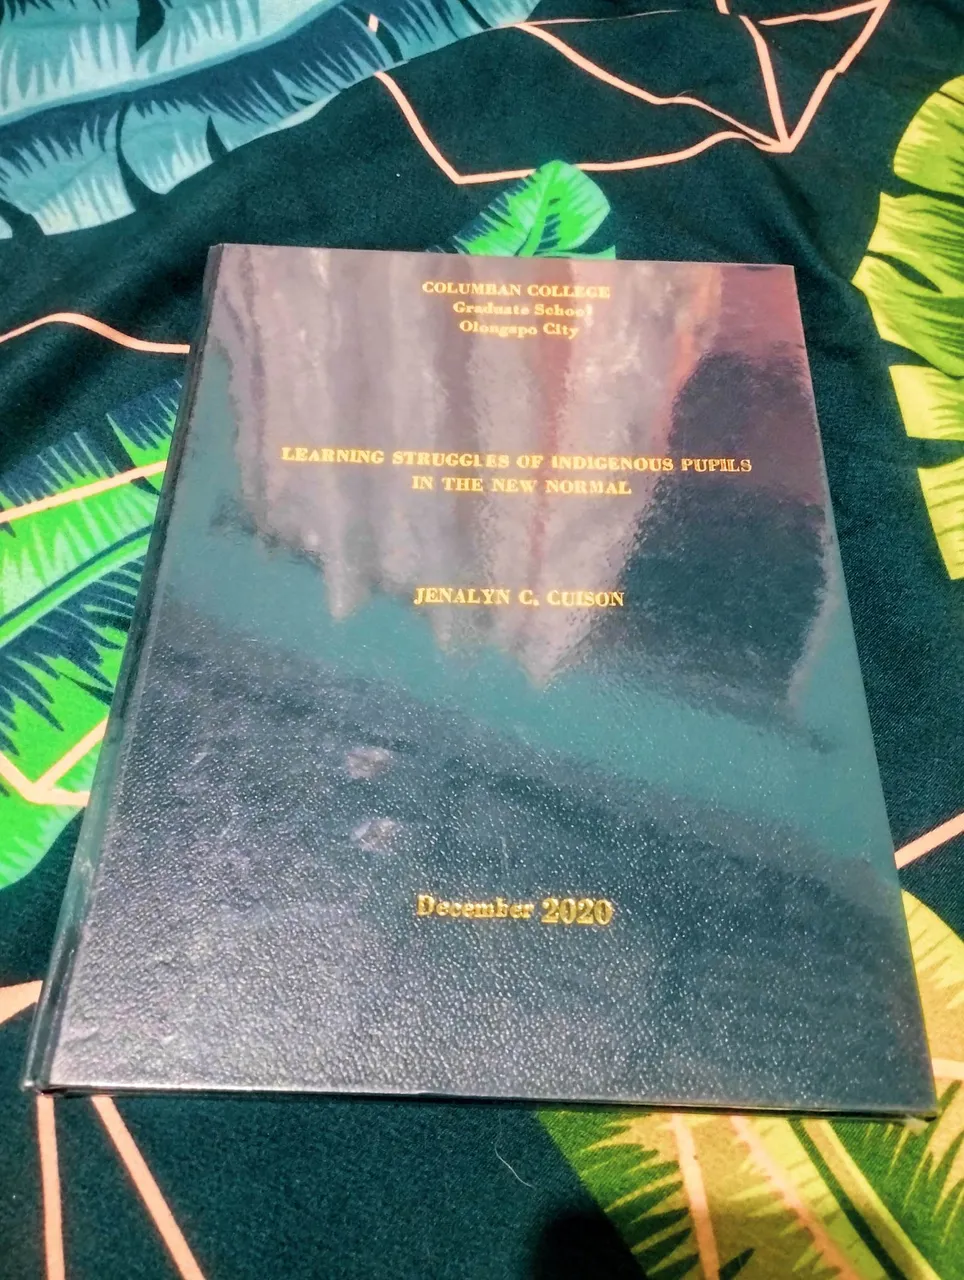 COLUMBAN COLLEGE
Graduate School
Olongapo City
LEARNING STRUGGLES OF INDIGENOUS PUPILS
IN THE NEW NORMAL
JENALYN C. CUISON
December 2020